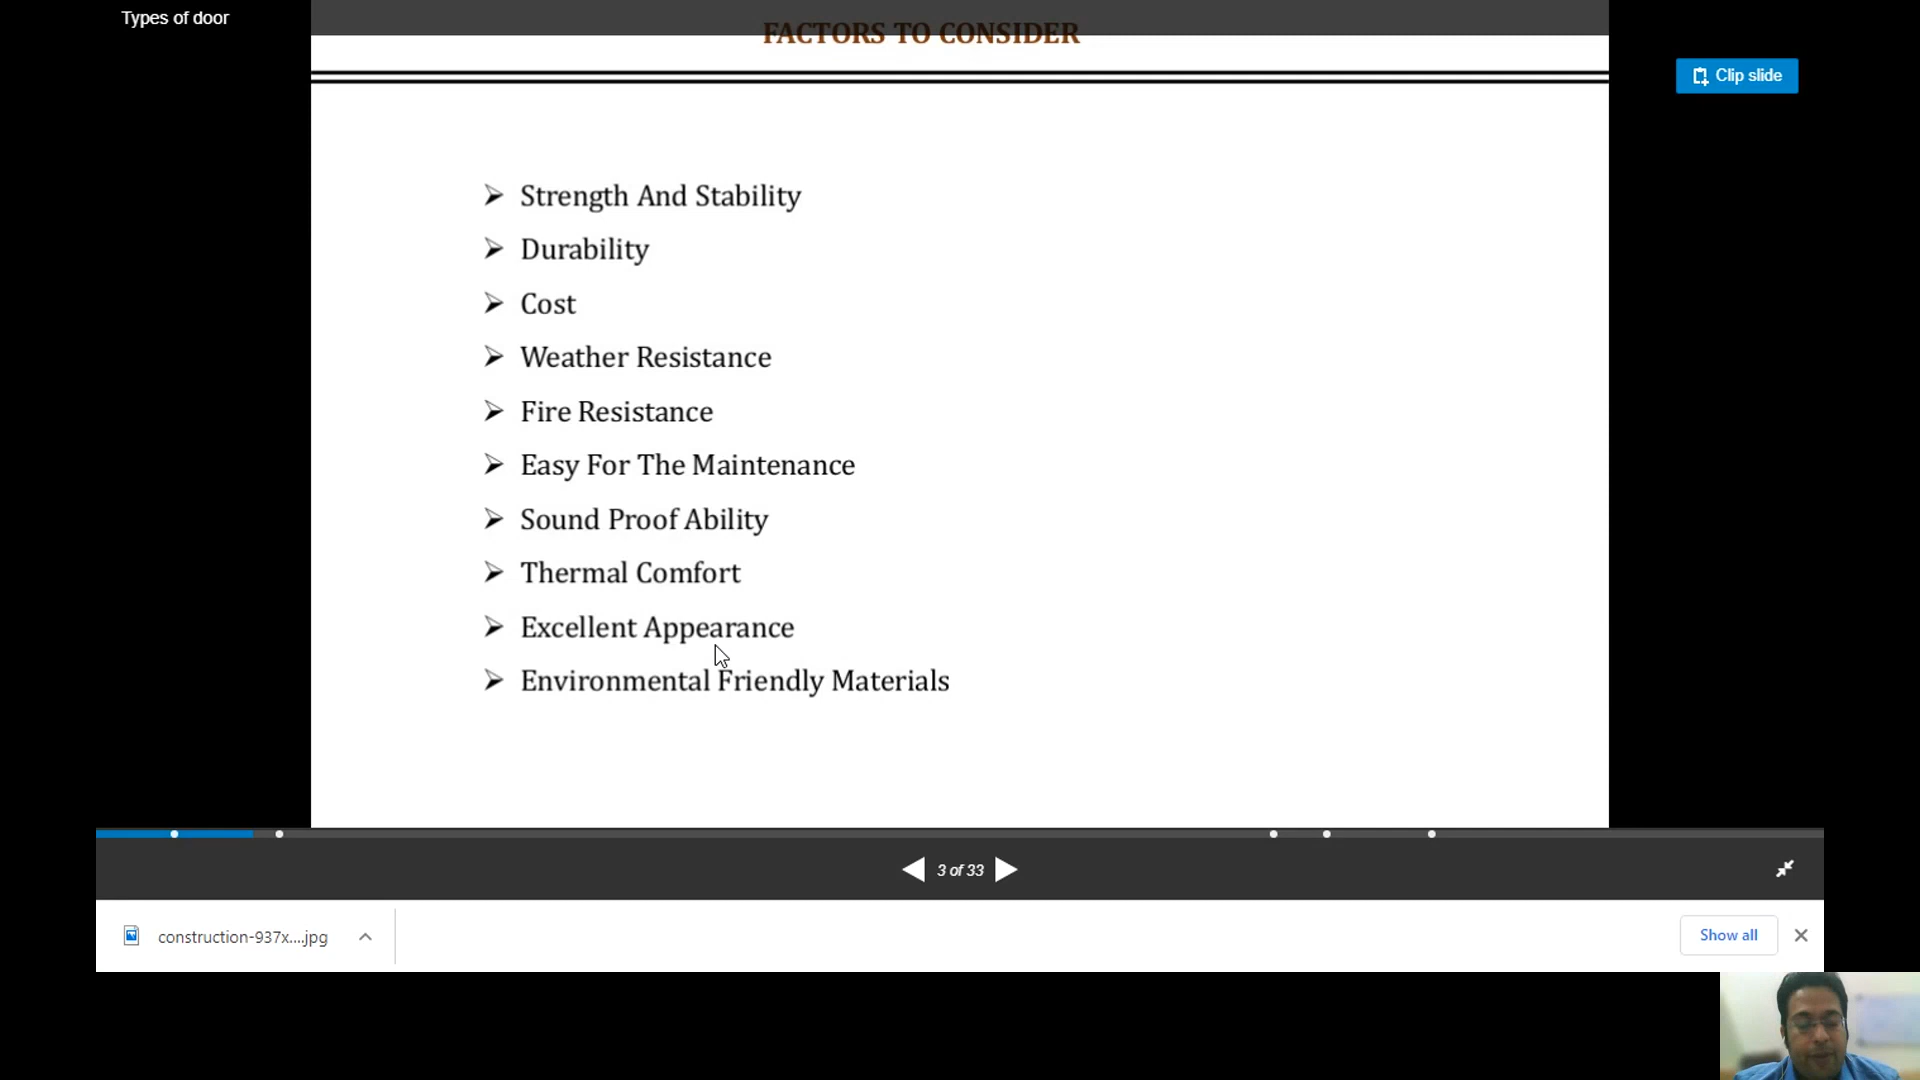 Types of door
FACTORS TO CONSIDER
Clip slide
Strength And Stability
Durability
Cost
Weather Resistance
Fire Resistance
Easy For The Maintenance
Sound Proof Ability
Thermal Comfort
Excellent Appearance
Environmental Friendly Materials
3 of 33
construction-937x....jpg
Show all